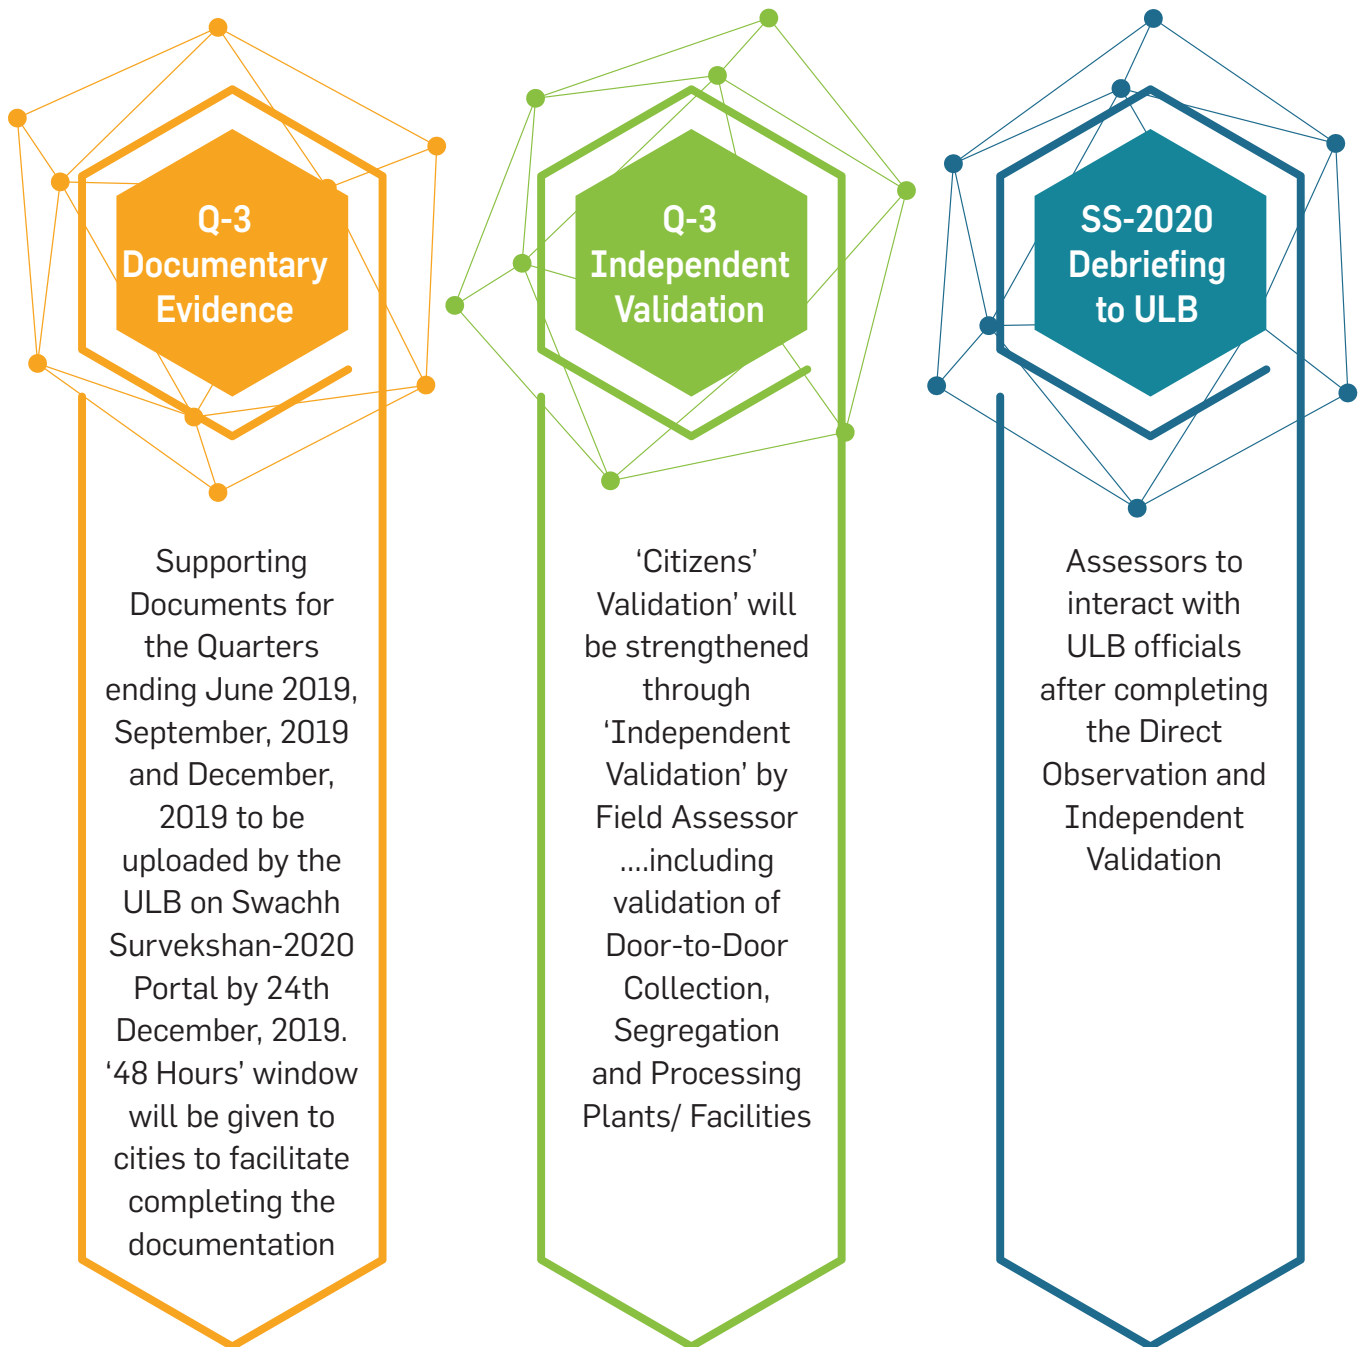 Q-3
Documentary
Evidence
Supporting
Documents for
the Quarters
ending June 2019,
September, 2019
and December,
2019 to be
uploaded by the
ULB on Swachh
Survekshan-2020
Portal by 24th
December, 2019.
‘48 Hours’ window
will be given to
cities to facilitate
completing the
documentation
Q-3
Independent
Validation
‘Citizens’
Validation’ will
be strengthened
through
‘Independent
Validation’ by
Field Assessor
....including
validation of
Door-to-Door
Collection,
Segregation
and Processing
Plants/ Facilities
SS-2020
Debriefing
to ULB
Assessors to
interact with
ULB officials
after completing
the Direct
Observation and
Independent
Validation